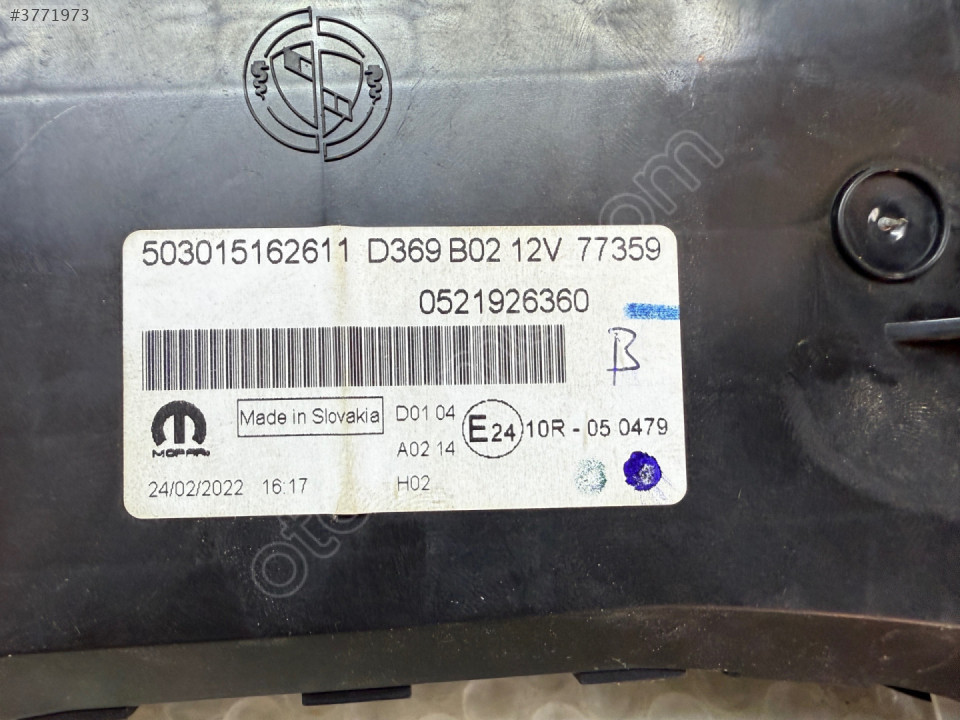 #3771973
503015162611 D369 B02 12V 77359
0521926360
B
MOPAR
Made in Slovakia
D01 04
A02 14
H02
E24 10R - 05 0479
24/02/2022 16:17